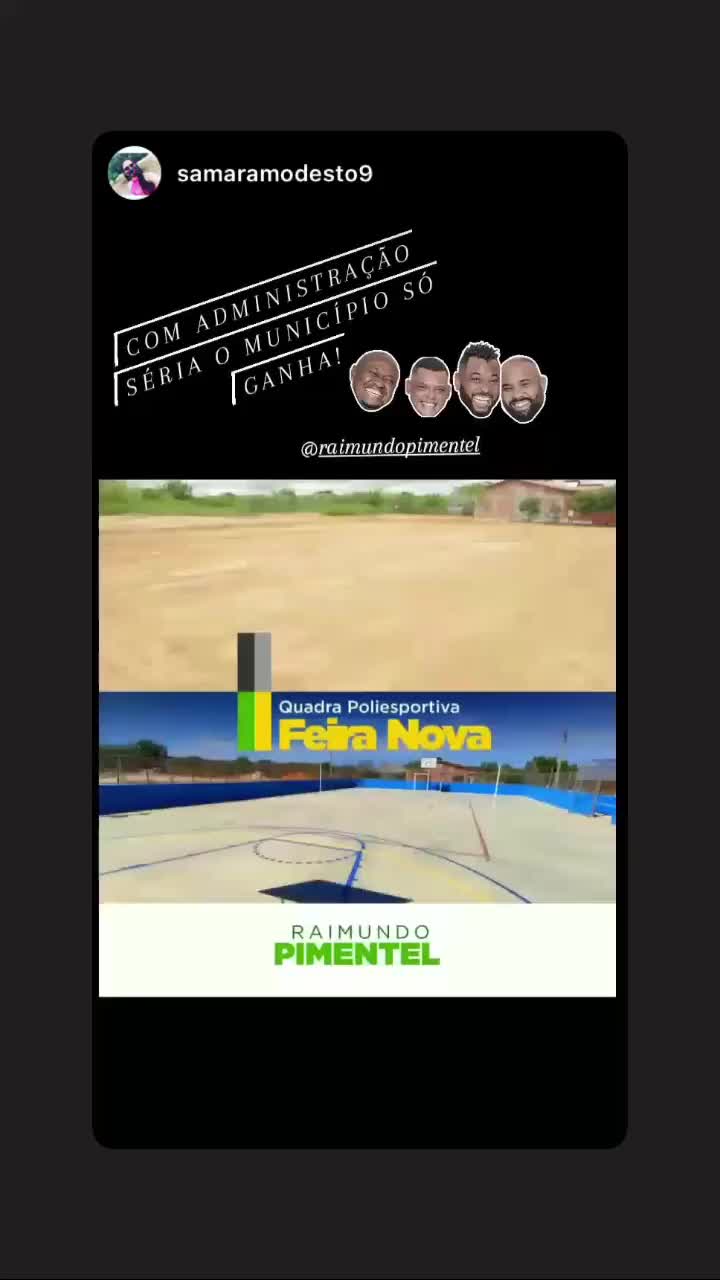 samaramodesto9
COM ADMINISTRAÇÃO
SÉRIA O MUNICÍPIO SÓ
GANHA!
@raimundopimentel
Quadra Poliesportiva
Feira Nova
RAIMUNDO
PIMENTEL